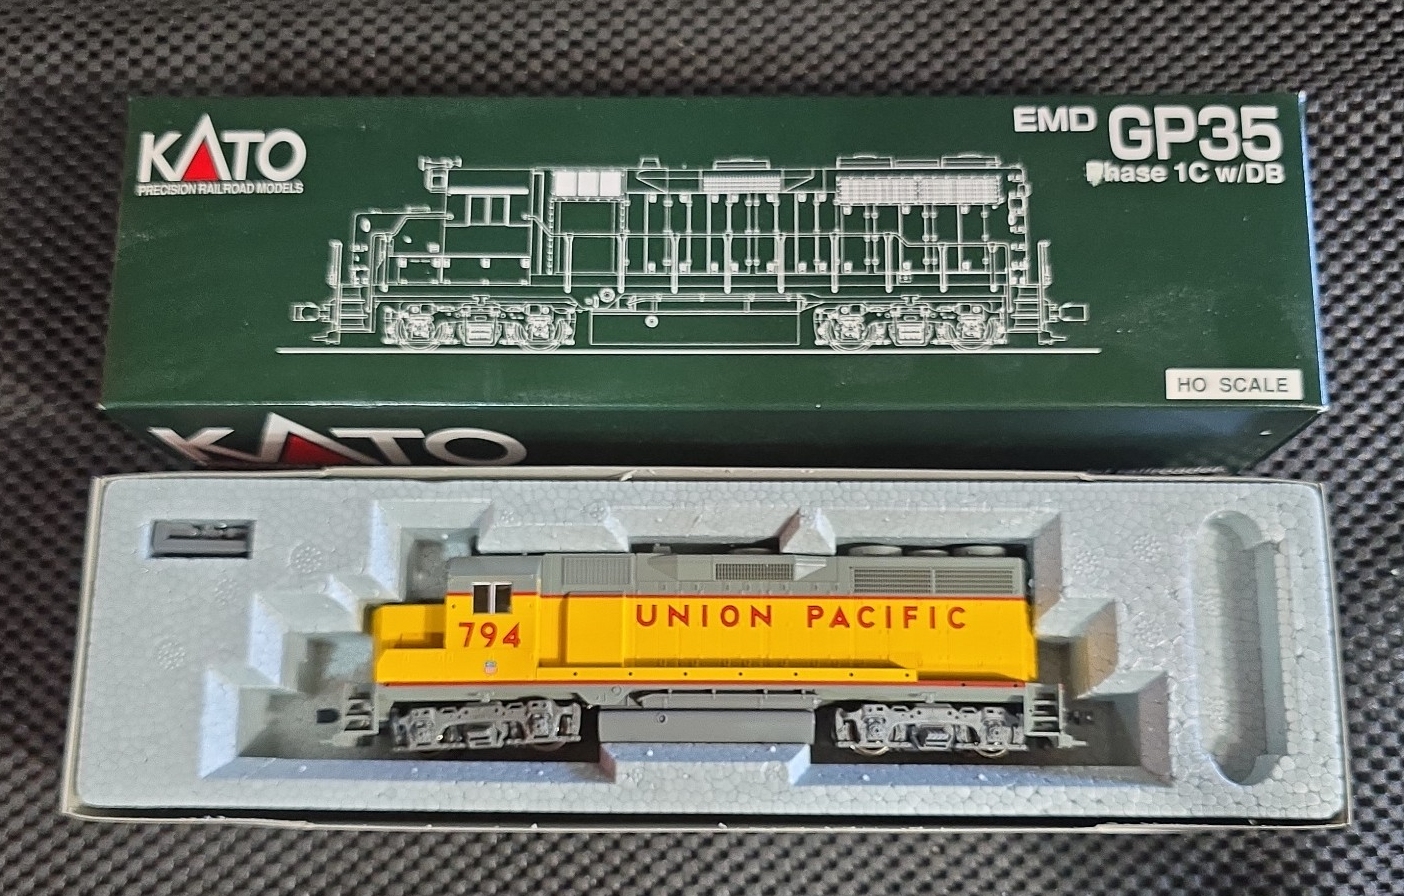 KATO
PRECISION RAILROAD MODELS
EMD GP35
Phase 1C w/DB
HO SCALE
KATO
UNION PACIFIC
794